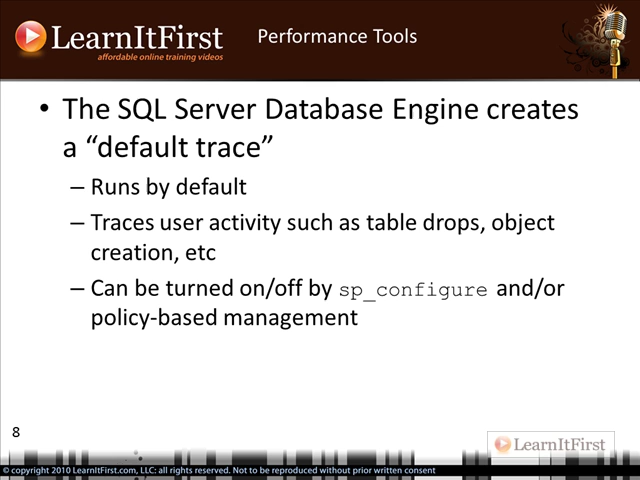 LearnItFirst
affordable online training videos
Performance Tools
• The SQL Server Database Engine creates
a “default trace”
– Runs by default
– Traces user activity such as table drops, object
creation, etc
– Can be turned on/off by sp_configure and/or
policy-based management
8
LearnItFirst
© copyright 2010 LearnItFirst.com, LLC: all rights reserved. Not to be reproduced without prior written consent